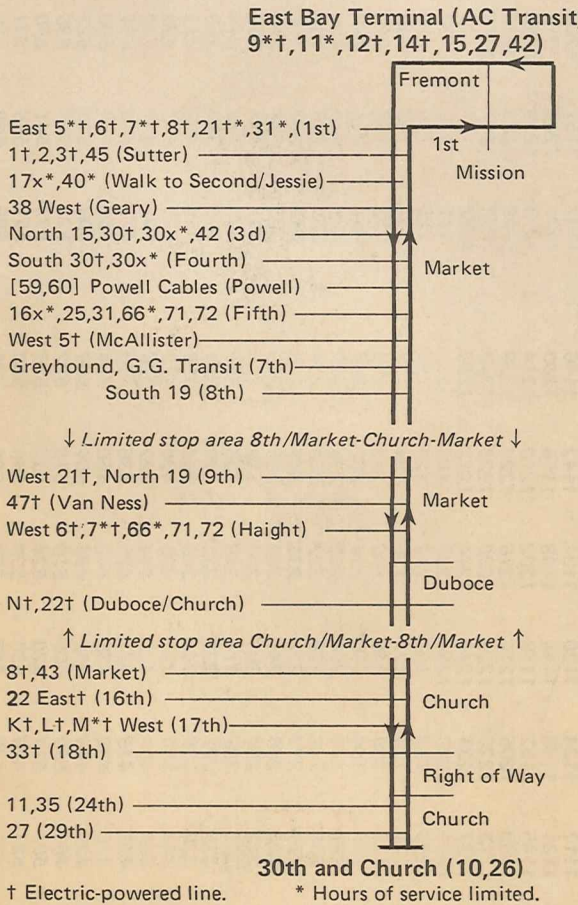 East Bay Terminal (AC Transit
9*†,11*,12†,14†,15,27,42)
Fremont
East 5*†,6†,7*†,8†,21†*,31*,(1st)
1st
1†,2,3†,45 (Sutter)
Mission
17x*,40* (Walk to Second/Jessie)
38 West (Geary)
North 15,30†,30x*,42 (3d)
South 30†,30x* (Fourth)
Market
[59,60] Powell Cables (Powell)
16x*,25,31,66*,71,72 (Fifth)
West 5† (McAllister)
Greyhound, G.G. Transit (7th)
South 19 (8th)
↓ Limited stop area 8th/Market-Church-Market ↓
West 21†, North 19 (9th)
47† (Van Ness)
Market
West 6†,7*†,66*,71,72 (Haight)
Duboce
N†,22† (Duboce/Church)
↑ Limited stop area Church/Market-8th/Market ↑
8†,43 (Market)
22 East† (16th)
Church
K†,L†,M*† West (17th)
33† (18th)
Right of Way
11,35 (24th)
Church
27 (29th)
30th and Church (10,26)
† Electric-powered line.
* Hours of service limited.